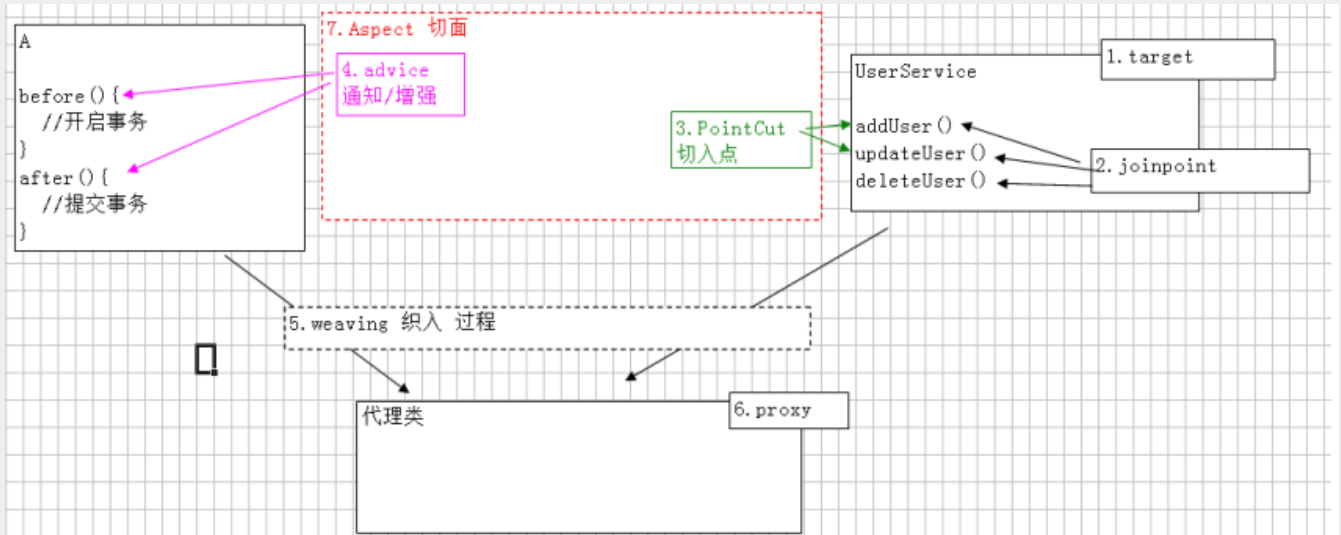 A
before(){
//开启事务
}
after(){
//提交事务
}
7.Aspect 切面
4.advice
通知/增强
3.PointCut
切入点
1.target
UserService
addUser()
updateUser()
deleteUser()
2.joinpoint
5.weaving 织入 过程
代理类
6.proxy